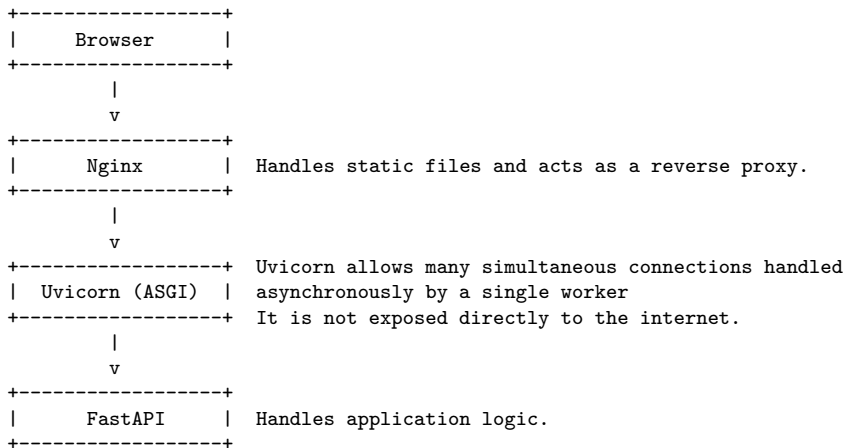 +------------------+
|     Browser      |
+------------------+
         |
         v
+------------------+
|      Nginx       |  Handles static files and acts as a reverse proxy.
+------------------+
         |
         v
+------------------+  Uvicorn allows many simultaneous connections handled
|  Uvicorn (ASGI)  |  asynchronously by a single worker
+------------------+  It is not exposed directly to the internet.
         |
         v
+------------------+
|      FastAPI     |  Handles application logic.
+------------------+